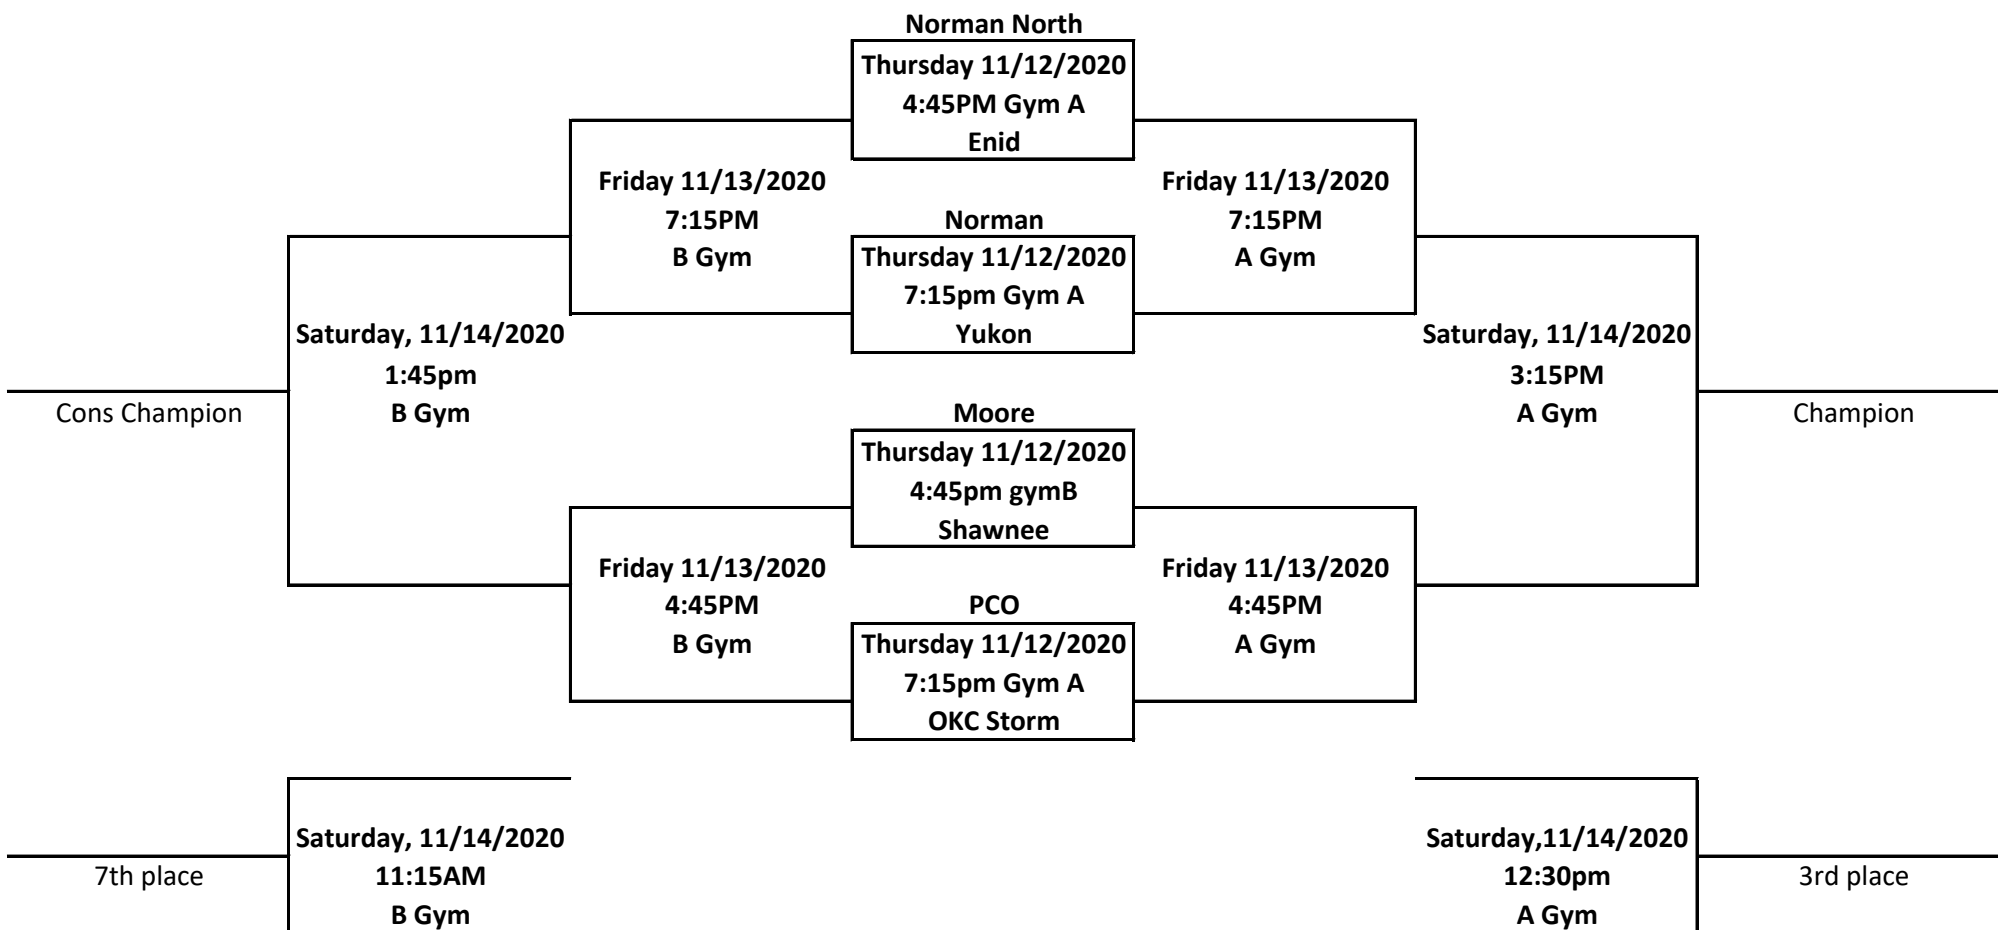 Norman North
Thursday 11/12/2020
4:45PM Gym A
Enid
Friday 11/13/2020
7:15PM
B Gym
Norman
Thursday 11/12/2020
7:15pm Gym A
Yukon
Friday 11/13/2020
7:15PM
A Gym
Saturday, 11/14/2020
1:45pm
B Gym
Cons Champion
Saturday, 11/14/2020
3:15PM
A Gym
Champion
Moore
Thursday 11/12/2020
4:45pm gymB
Shawnee
Friday 11/13/2020
4:45PM
B Gym
PCO
Thursday 11/12/2020
7:15pm Gym A
OKC Storm
Friday 11/13/2020
4:45PM
A Gym
Saturday, 11/14/2020
11:15AM
B Gym
7th place
Saturday,11/14/2020
12:30pm
A Gym
3rd place